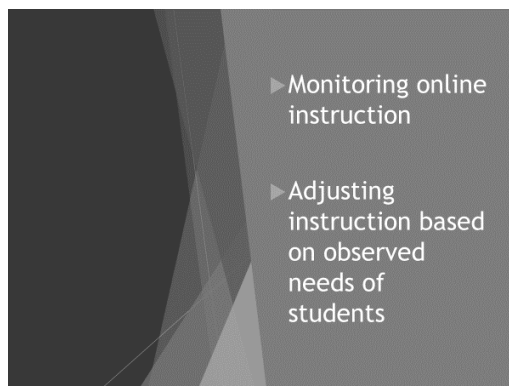 Monitoring online
instruction
Adjusting
instruction based
on observed
needs of
students